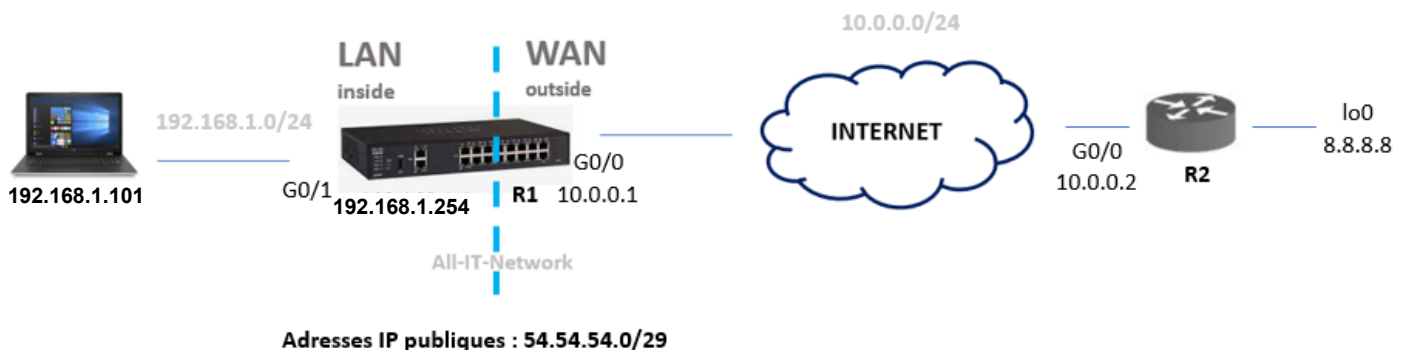 10.0.0.0/24
LAN
WAN
inside
outside
192.168.1.0/24
INTERNET
lo0
8.8.8.8
G0/0
G0/0
192.168.1.101
G0/1
192.168.1.254
R1
10.0.0.1
10.0.0.2
R2
All-IT-Network
Adresses IP publiques : 54.54.54.0/29